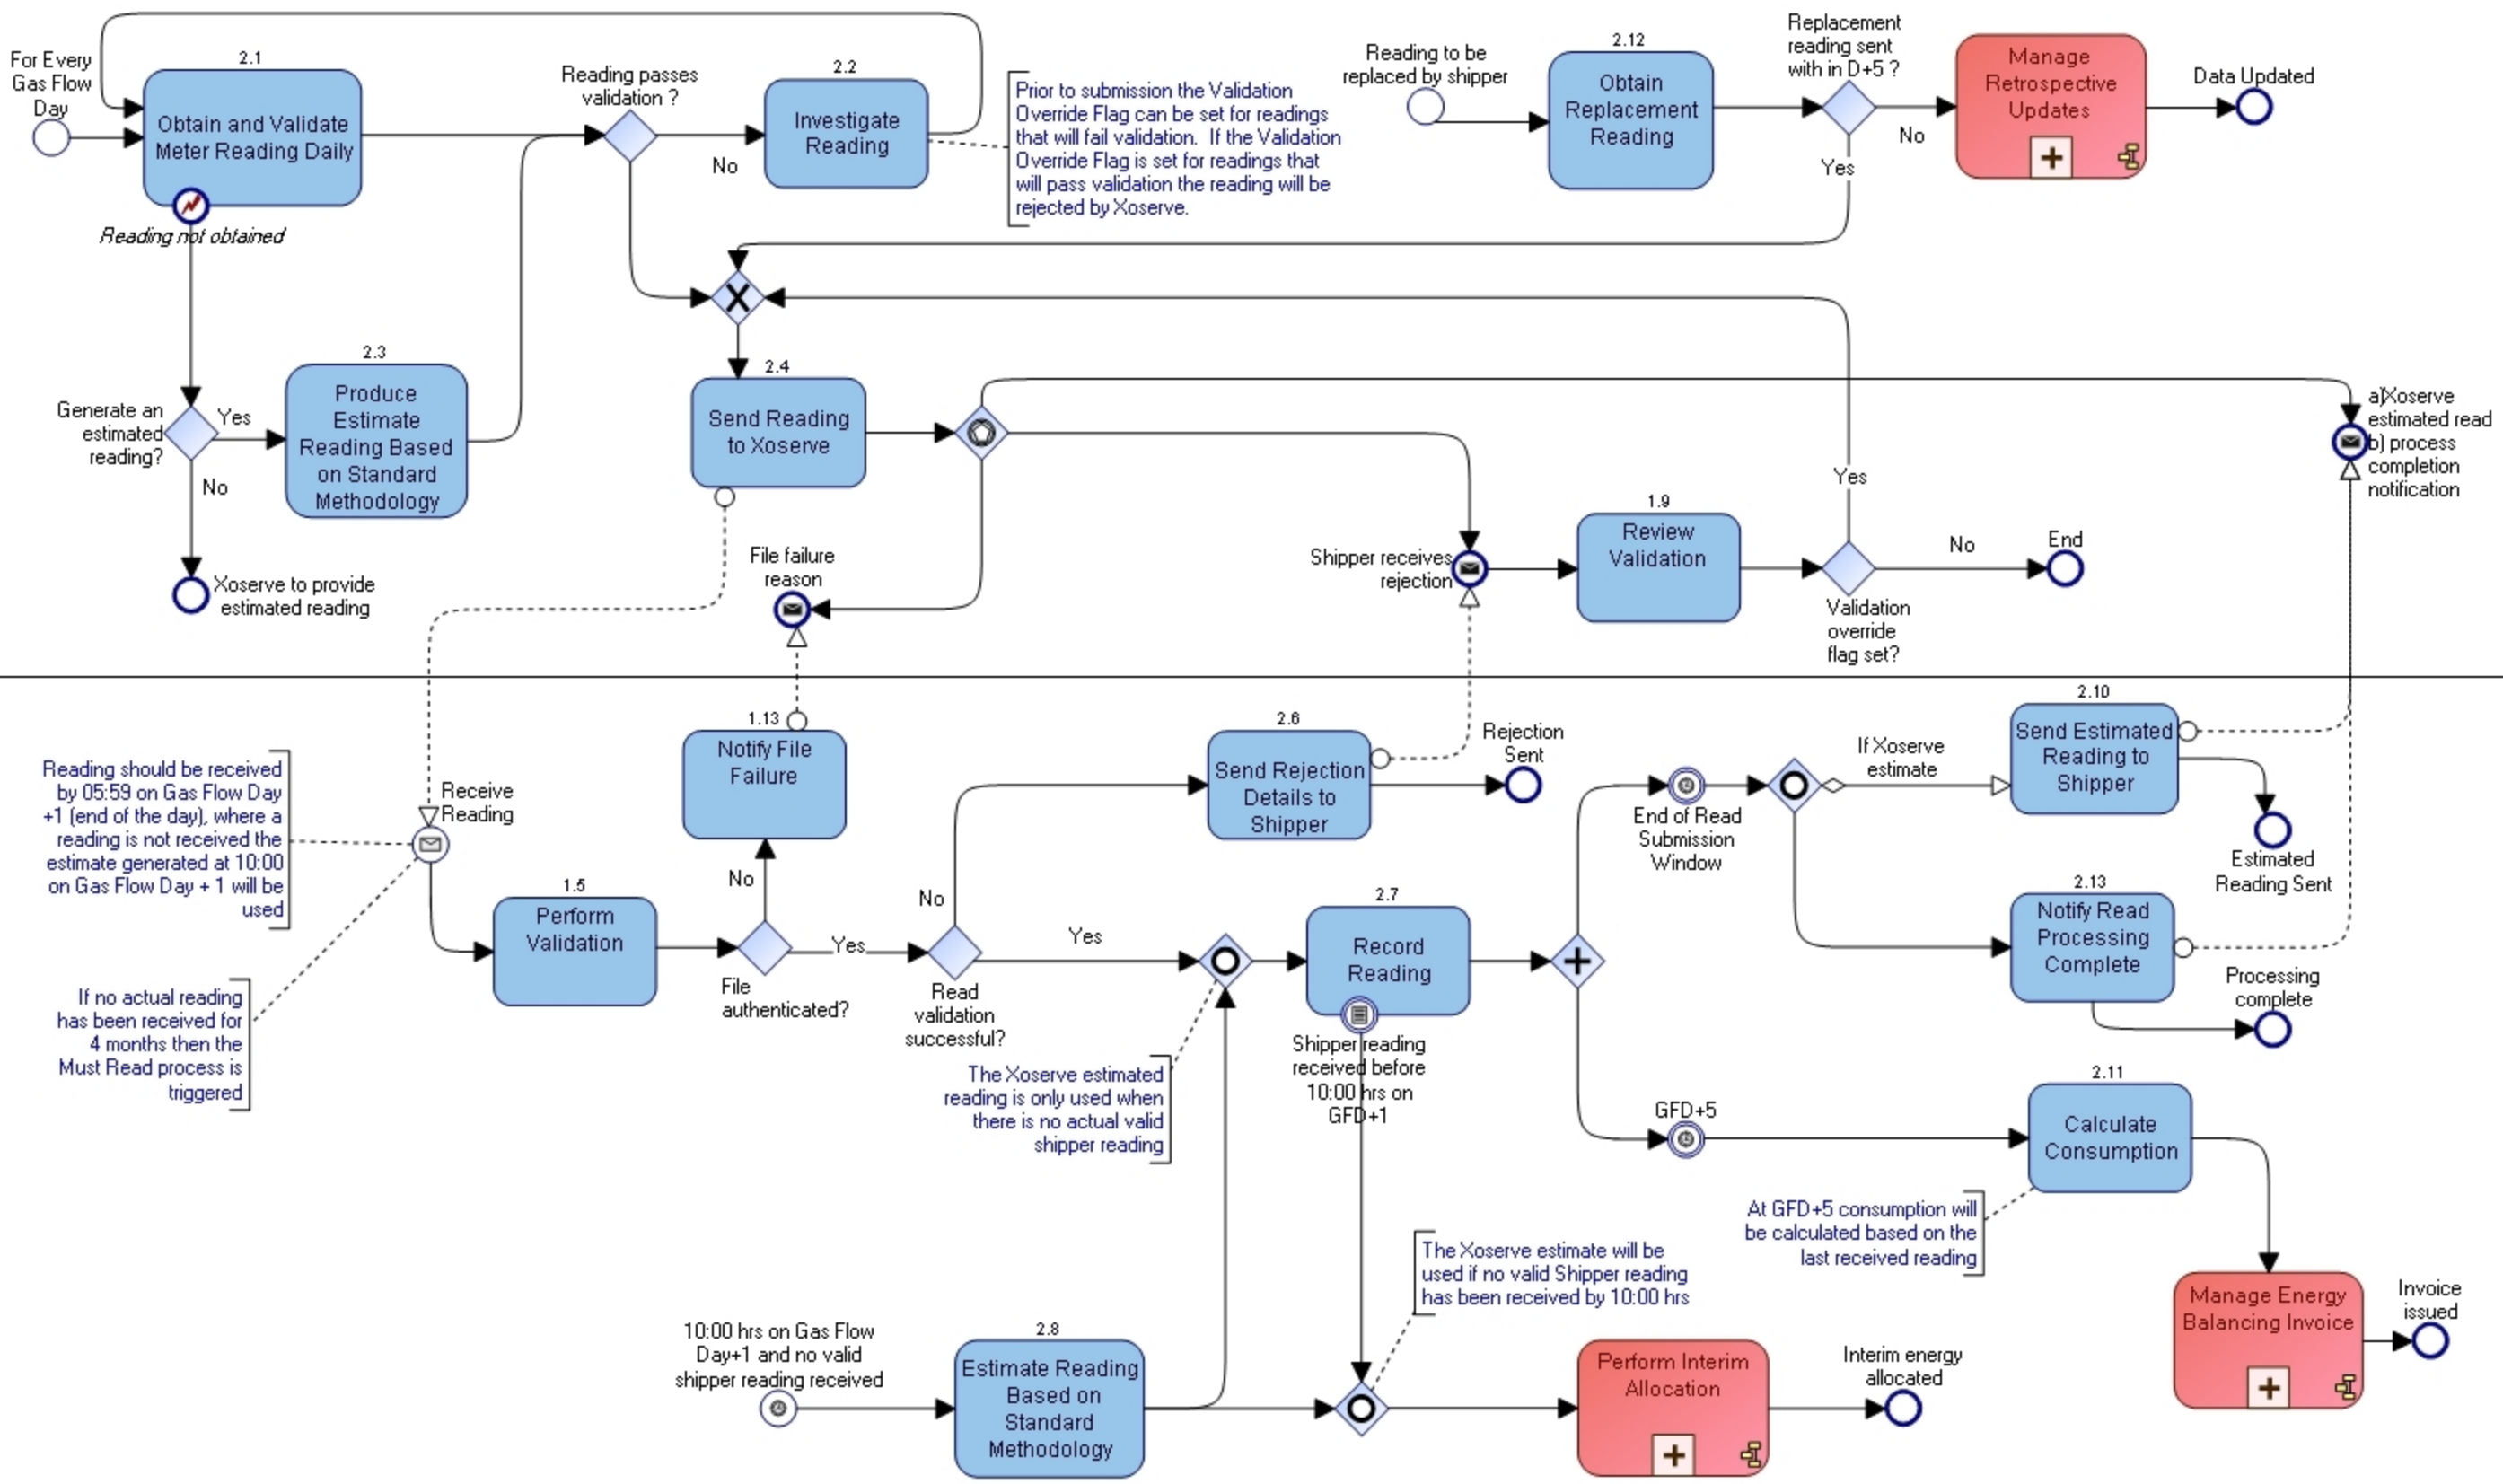 For Every
Gas Flow
Day
2.1
Obtain and Validate
Meter Reading Daily
Reading not obtained
Reading passes
validation ?
No
2.2
Investigate
Reading
Prior to submission the Validation
Override Flag can be set for readings
that will fail validation.  If the Validation
Override Flag is set for readings that
will pass validation the reading will be
rejected by Xoserve.
Reading to be
replaced by shipper
2.12
Obtain
Replacement
Reading
Replacement
reading sent
with in D+5 ?
No
Yes
Manage
Retrospective
Updates
Data Updated
Generate an
estimated
reading?
Yes
No
2.3
Produce
Estimate
Reading Based
on Standard
Methodology
Xoserve to provide
estimated reading
2.4
Send Reading
to Xoserve
File failure
reason
Shipper receives
rejection
1.9
Review
Validation
Yes
No
Validation
override
flag set?
End
a)Xoserve
estimated read
b) process
completion
notification
Reading should be received
by 05:59 on Gas Flow Day
+1 (end of the day), where a
reading is not received the
estimate generated at 10:00
on Gas Flow Day + 1 will be
used
Receive
Reading
If no actual reading
has been received for
4 months then the
Must Read process is
triggered
1.5
Perform
Validation
1.13
Notify File
Failure
No
Yes
File
authenticated?
No
Yes
Read
validation
successful?
2.6
Send Rejection
Details to
Shipper
Rejection
Sent
The Xoserve estimated
reading is only used when
there is no actual valid
shipper reading
2.7
Record
Reading
Shipper reading
received before
10:00 hrs on
GFD+1
End of Read
Submission
Window
If Xoserve
estimate
2.10
Send Estimated
Reading to
Shipper
Estimated
Reading Sent
2.13
Notify Read
Processing
Complete
Processing
complete
GFD+5
2.11
Calculate
Consumption
At GFD+5 consumption will
be calculated based on the
last received reading
Manage Energy
Balancing Invoice
Invoice
issued
10:00 hrs on Gas Flow
Day+1 and no valid
shipper reading received
2.8
Estimate Reading
Based on
Standard
Methodology
The Xoserve estimate will be
used if no valid Shipper reading
has been received by 10:00 hrs
Perform Interim
Allocation
Interim energy
allocated